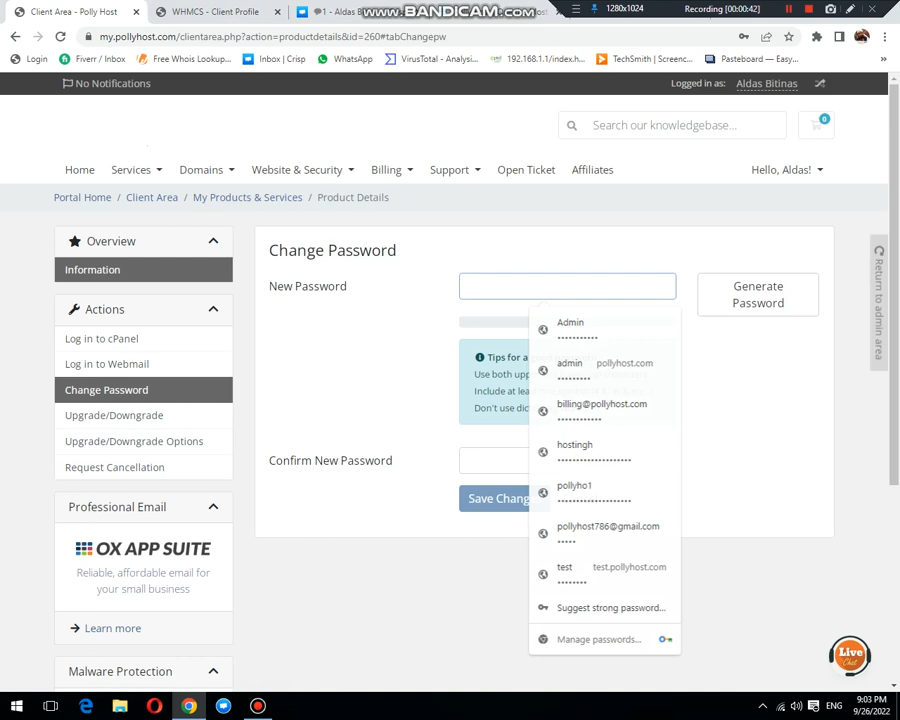 Client Area - Polly Host
WHMCS - Client Profile
1 - Aldas B
www.BANDICAM.com
1280x1024
Recording [00:00:42]
my.pollyhost.com/clientarea.php?action=productdetails&id=260#tabChangepw
Login
Fiverr / Inbox
Free Whois Lookup...
Inbox | Crisp
WhatsApp
VirusTotal - Analysi...
192.168.1.1/index.h...
TechSmith | Screenc...
Pasteboard — Easy...
No Notifications
Logged in as:
Aldas Bitinas
Search our knowledgebase...
0
Home
Services
Domains
Website & Security
Billing
Support
Open Ticket
Affiliates
Hello, Aldas!
Portal Home / Client Area / My Products & Services / Product Details
Overview
Information
Actions
Log in to cPanel
Log in to Webmail
Change Password
Upgrade/Downgrade
Upgrade/Downgrade Options
Request Cancellation
Professional Email
OX APP SUITE
Reliable, affordable email for
your small business
Learn more
Malware Protection
Change Password
New Password
Generate
Password
Tips for a
Use both upp
Include at lea
Don't use dic
Confirm New Password
Save Chang
Admin
•••••••••••
admin pollyhost.com
•••••••••
billing@pollyhost.com
••••••••••••
hostingh
••••••••••••••••••••
pollyho1
••••••••••••••••••••
pollyhost786@gmail.com
•••••
test test.pollyhost.com
••••••••
Suggest strong password...
Manage passwords...
Return to admin area
Live
Chat
ENG
9:03 PM
9/26/2022